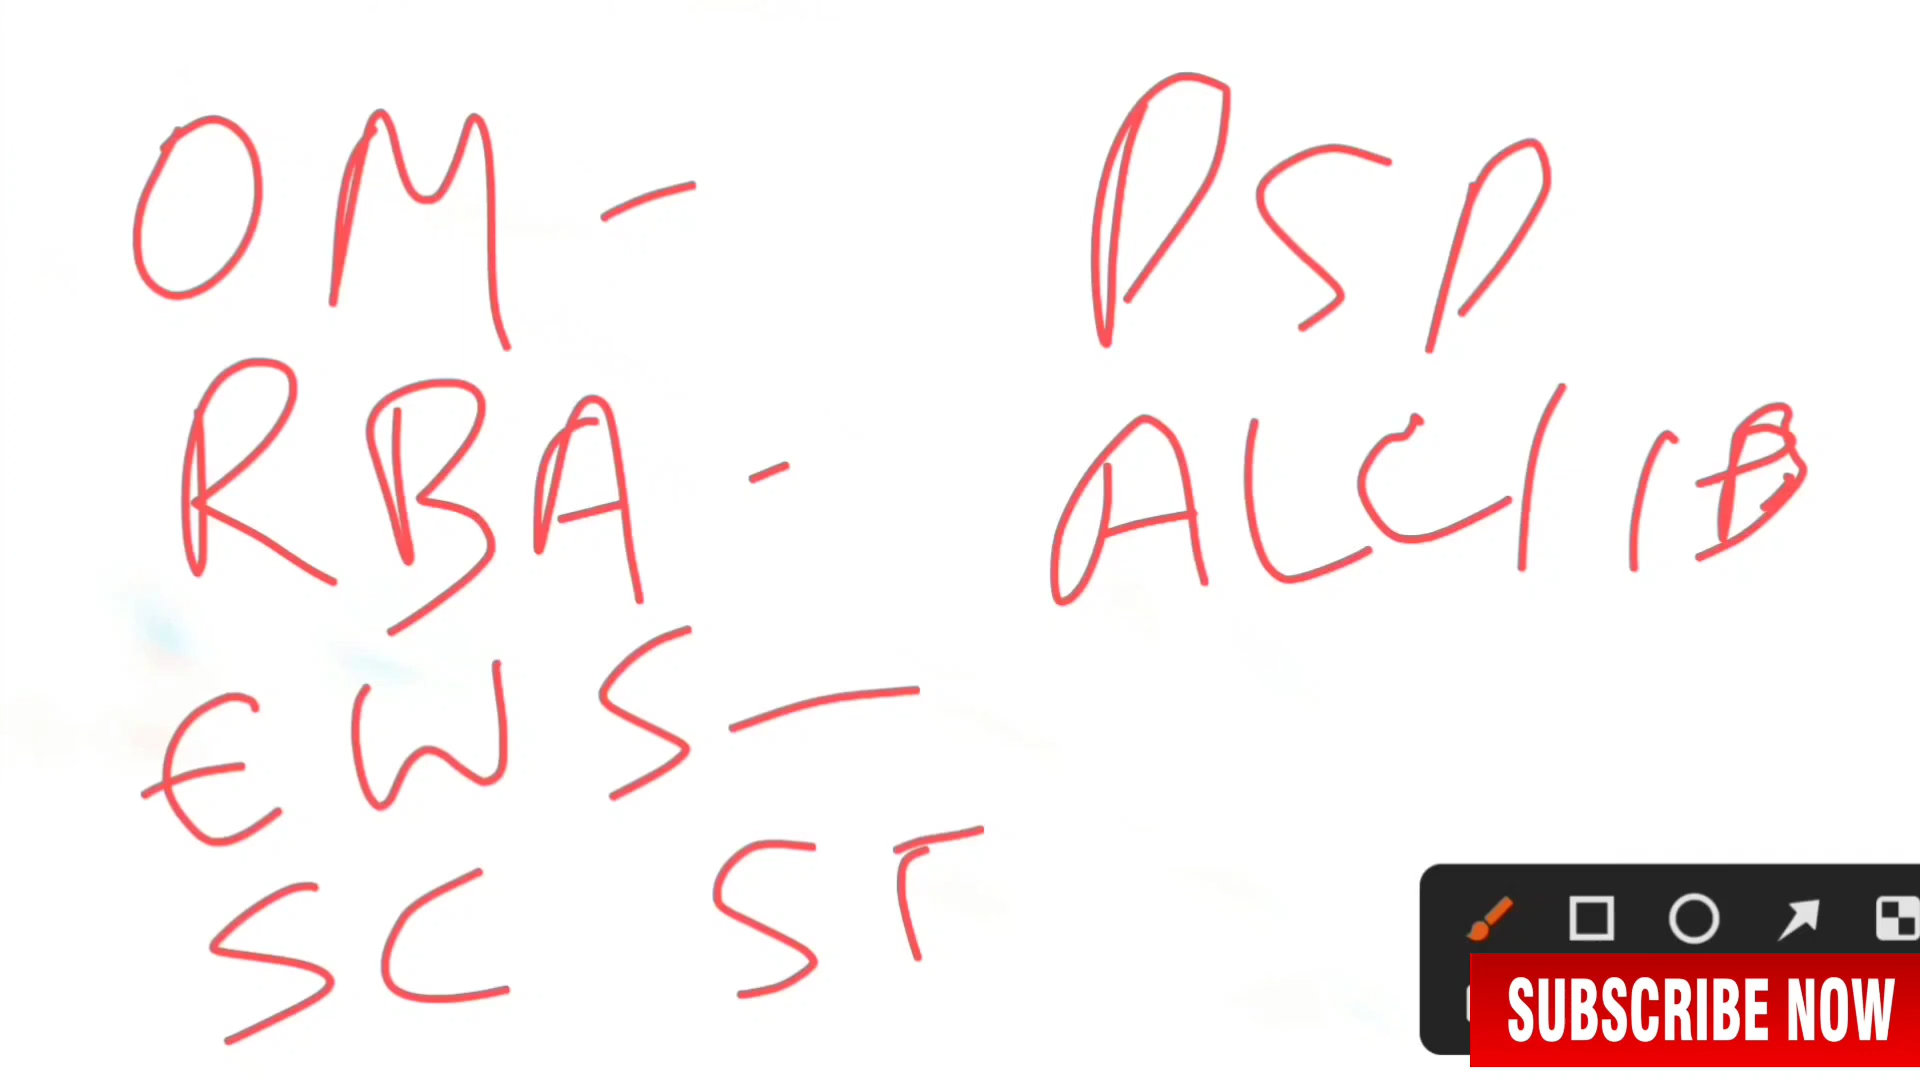 OM - PSP
RBA - ALC/IB
EWS -
SC ST
SUBSCRIBE NOW